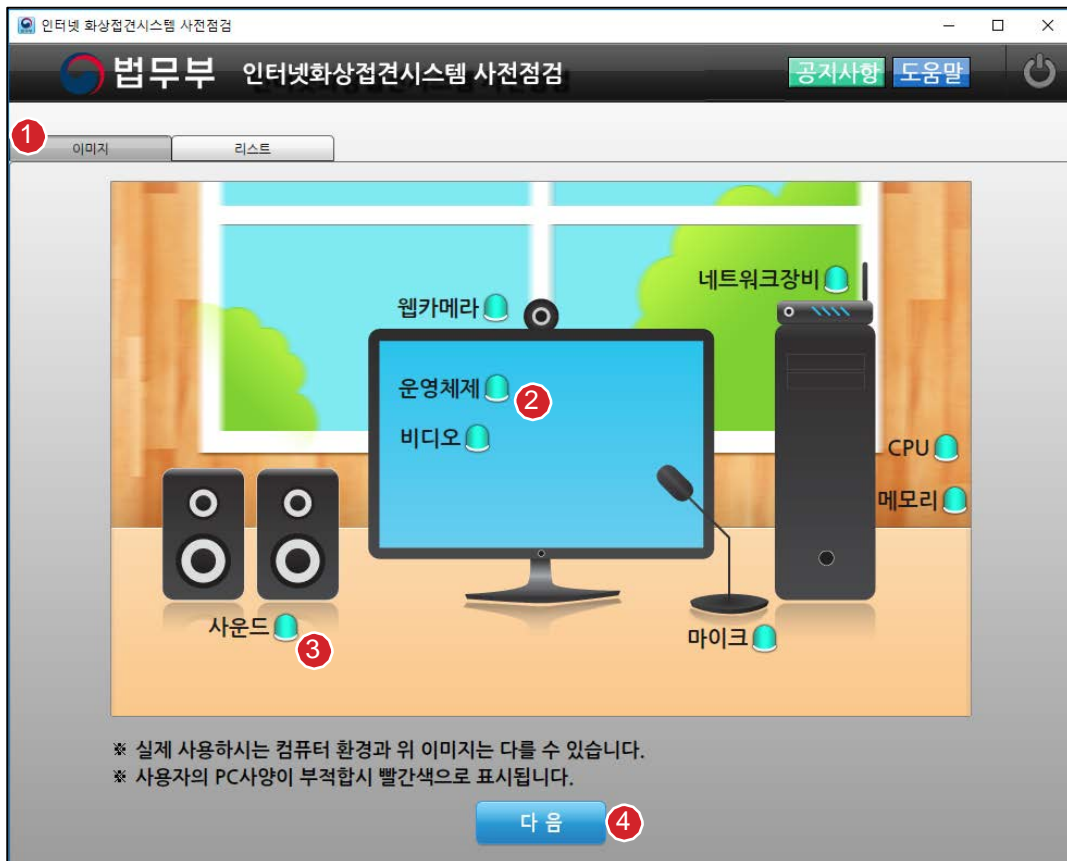 인터넷 화상접견시스템 사전점검
법무부 인터넷화상접견시스템 사전점검 공지사항 도움말
1
이미지 리스트
네트워크장비
웹카메라
운영체제 2
비디오
CPU
메모리
사운드 3
마이크
※ 실제 사용하시는 컴퓨터 환경과 위 이미지는 다를 수 있습니다.
※ 사용자의 PC사양이 부적합시 빨간색으로 표시됩니다.
다 음 4